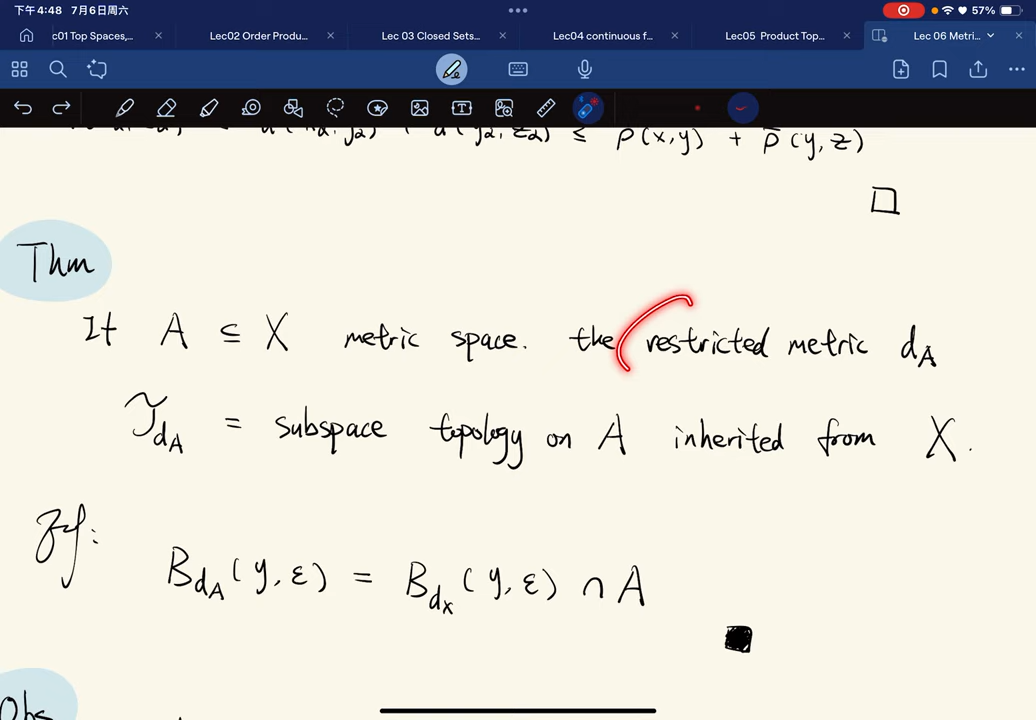 下午4:48 7月6日周六
57%
c01 Top Spaces,...
Lec02 Order Produ...
Lec 03 Closed Sets...
Lec04 continuous f...
Lec05 Product Top...
Lec 06 Metri...
≤ ρ(x,y) + ρ̄(y,z)
□
Thm
If A ⊆ X metric space. the restricted metric d_A
𝒯_{d_A} = subspace topology on A inherited from X.
Pf:
B_{d_A}(y,ε) = B_{d_X}(y,ε) ∩ A
■
Obs